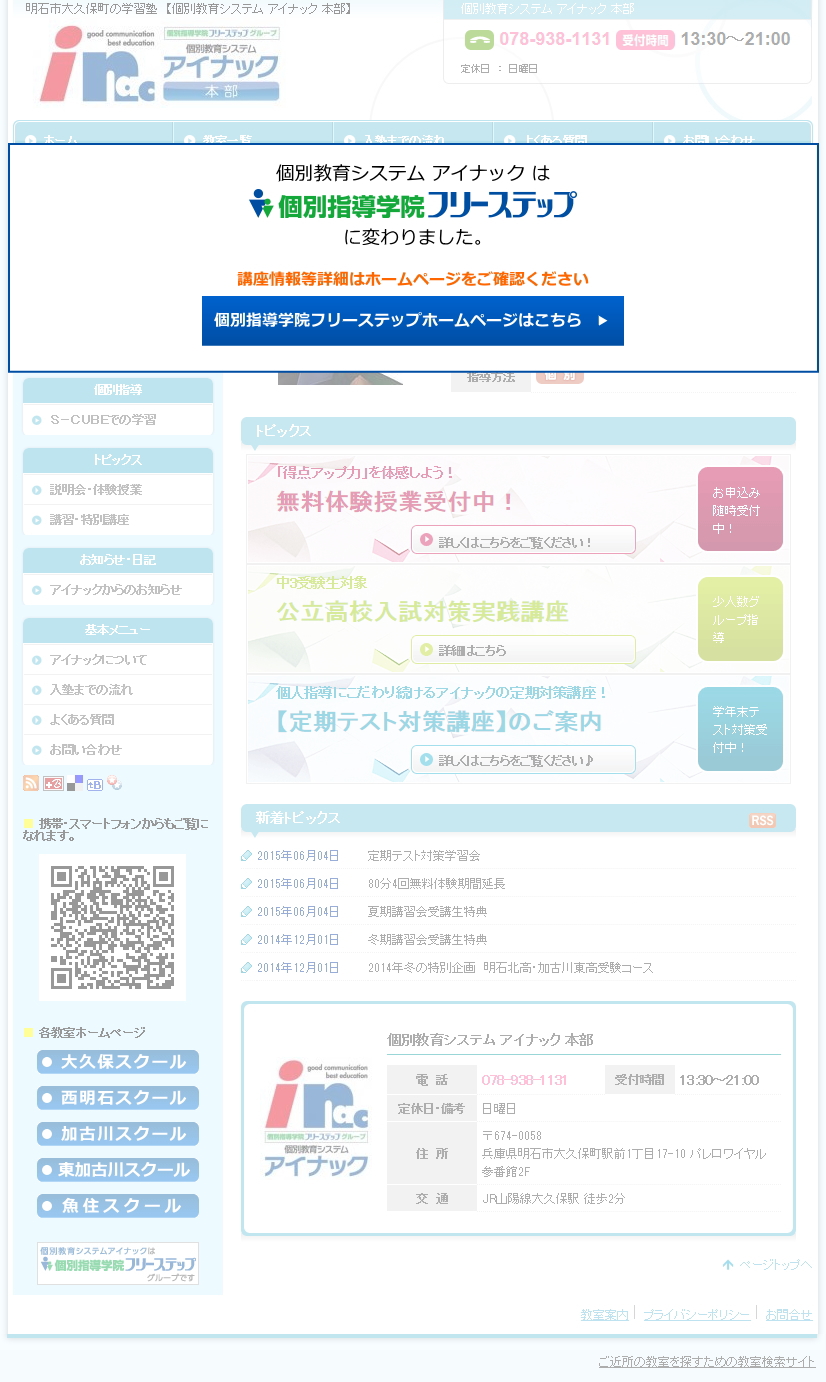 明石市大久保町の学習塾 【個別教育システム アイナック 本部】
個別教育システム アイナック 本部
good communication
best education
inac
個別指導学院フリーステップ グループ
個別教育システム
アイナック
本部
078-938-1131 受付時間 13:30〜21:00
定休日 ： 日曜日
ホーム
教室一覧
入塾までの流れ
よくある質問
お問い合わせ
個別教育システム アイナック は
個別指導学院フリーステップ
に変わりました。
講座情報等詳細はホームページをご確認ください
個別指導学院フリーステップホームページはこちら
指導方法 個 別
個別指導
S－CUBEでの学習
トピックス
説明会・体験授業
講習・特別講座
お知らせ・日記
アイナックからのお知らせ
基本メニュー
アイナックについて
入塾までの流れ
よくある質問
お問い合わせ
携帯・スマートフォンからもご覧に
なれます。
各教室ホームページ
大久保スクール
西明石スクール
加古川スクール
東加古川スクール
魚住スクール
個別教育システムアイナックは
個別指導学院フリーステップ
グループです
トピックス
「得点アップ力」を体感しよう！
無料体験授業受付中！
詳しくはこちらをご覧ください！
お申込み
随時受付
中！
中3受験生対象
公立高校入試対策実践講座
詳細はこちら
少人数グ
ループ指
導
個人指導にこだわり続けるアイナックの定期対策講座！
【定期テスト対策講座】のご案内
詳しくはこちらをご覧ください♪
学年末テ
スト対策受
付中！
新着トピックス
RSS
2015年06月04日 定期テスト対策学習会
2015年06月04日 80分4回無料体験期間延長
2015年06月04日 夏期講習会受講生特典
2014年12月01日 冬期講習会受講生特典
2014年12月01日 2014年冬の特別企画 明石北高・加古川東高受験コース
good communication
best education
inac
個別指導学院フリーステップ グループ
個別教育システム
アイナック
個別教育システム アイナック 本部
電 話 078-938-1131 受付時間 13:30〜21:00
定休日・備考 日曜日
住 所 〒674-0058
兵庫県明石市大久保町駅前1丁目17-10 パレロワイヤル
参番館2F
交 通 JR山陽線大久保駅 徒歩2分
ページトップへ
教室案内 プライバシーポリシー お問合せ
ご近所の教室を探すための教室検索サイト